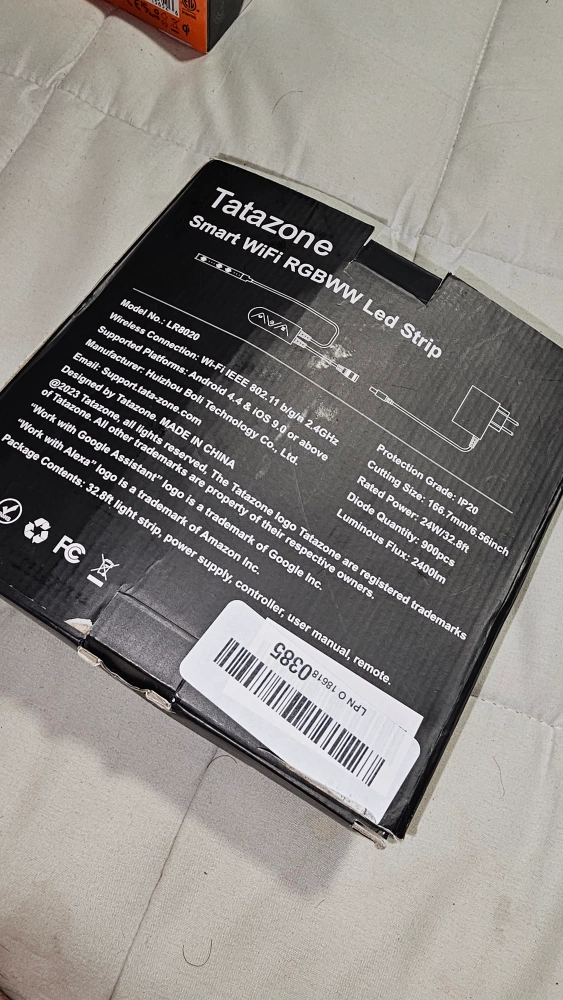 Tatazone
Smart WiFi RGBWW Led Strip
Model No.: LR8020
Wireless Connection: Wi-Fi IEEE 802.11 b/g/n 2.4GHz
Supported Platforms: Android 4.4 & iOS 9.0 or above
Manufacturer: Huizhou Boli Technology Co., Ltd.
Email: Support.tata-zone.com
Designed by Tatazone. MADE IN CHINA
@2023 Tatazone, all rights reserved, The Tatazone logo Tatazone are registered trademarks
of Tatazone. All other trademarks are property of their respective owners.
"Work with Google Assistant" logo is a trademark of Google Inc.
"Work with Alexa" logo is a trademark of Amazon Inc.
Package Contents: 32.8ft light strip, power supply, controller, user manual, remote.
Protection Grade: IP20
Cutting Size: 166.7mm/6.56inch
Rated Power: 24W/32.8ft
Diode Quantity: 900pcs
Luminous Flux: 2400lm
FC
LPN O 186180385